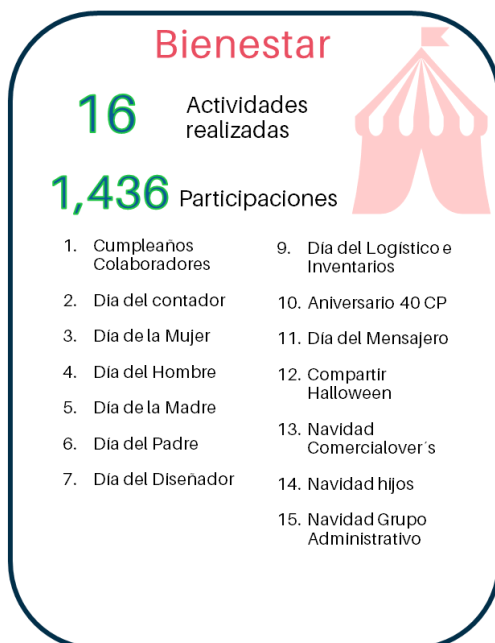 Bienestar
16
Actividades
realizadas
1,436 Participaciones
1. Cumpleaños
Colaboradores
2. Dia del contador
3. Día de la Mujer
4. Día del Hombre
5. Día de la Madre
6. Día del Padre
7. Día del Diseñador
9. Día del Logístico e
Inventarios
10. Aniversario 40 CP
11. Día del Mensajero
12. Compartir
Halloween
13. Navidad
Comercialover´s
14. Navidad hijos
15. Navidad Grupo
Administrativo